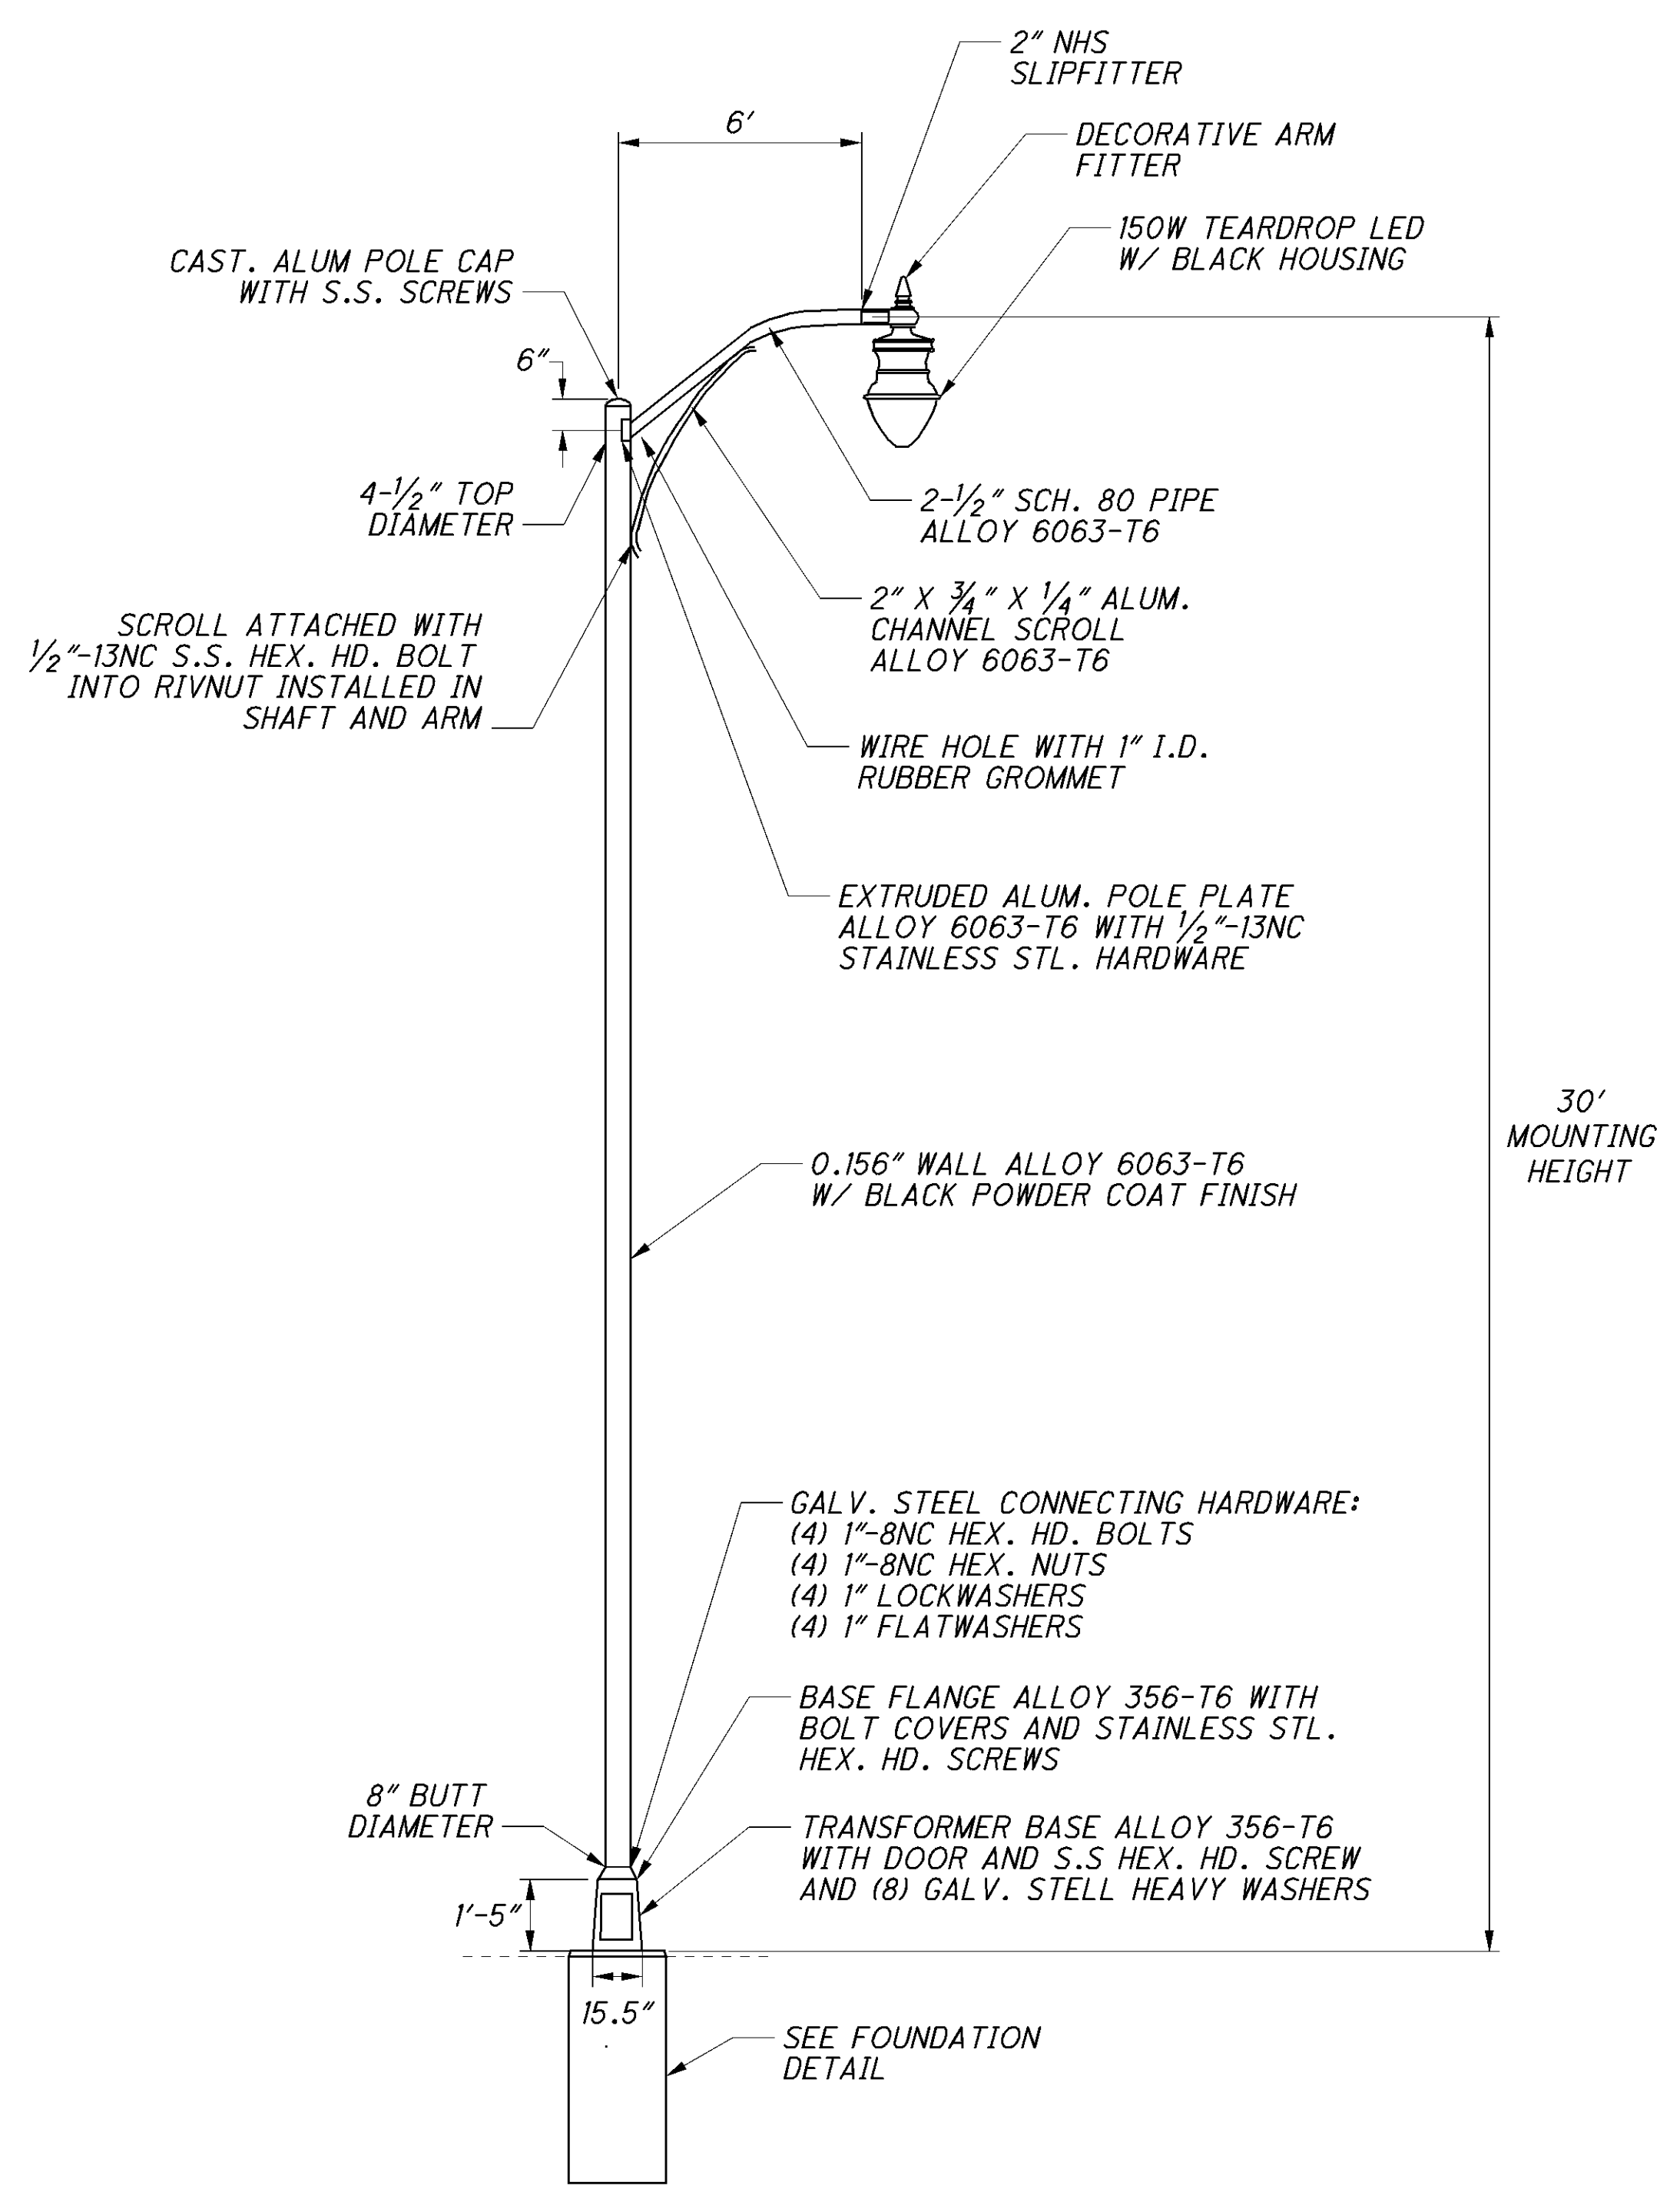 2" NHS
SLIPFITTER
6'
DECORATIVE ARM
FITTER
150W TEARDROP LED
W/ BLACK HOUSING
CAST. ALUM POLE CAP
WITH S.S. SCREWS
6"
4-1/2" TOP
DIAMETER
2-1/2" SCH. 80 PIPE
ALLOY 6063-T6
2" X 3/4" X 1/4" ALUM.
CHANNEL SCROLL
ALLOY 6063-T6
SCROLL ATTACHED WITH
1/2"-13NC S.S. HEX. HD. BOLT
INTO RIVNUT INSTALLED IN
SHAFT AND ARM
WIRE HOLE WITH 1" I.D.
RUBBER GROMMET
EXTRUDED ALUM. POLE PLATE
ALLOY 6063-T6 WITH 1/2"-13NC
STAINLESS STL. HARDWARE
30'
MOUNTING
HEIGHT
0.156" WALL ALLOY 6063-T6
W/ BLACK POWDER COAT FINISH
GALV. STEEL CONNECTING HARDWARE:
(4) 1"-8NC HEX. HD. BOLTS
(4) 1"-8NC HEX. NUTS
(4) 1" LOCKWASHERS
(4) 1" FLATWASHERS
BASE FLANGE ALLOY 356-T6 WITH
BOLT COVERS AND STAINLESS STL.
HEX. HD. SCREWS
8" BUTT
DIAMETER
TRANSFORMER BASE ALLOY 356-T6
WITH DOOR AND S.S HEX. HD. SCREW
AND (8) GALV. STELL HEAVY WASHERS
1'-5"
15.5"
SEE FOUNDATION
DETAIL